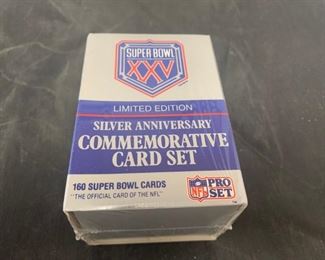 SUPER BOWL
XXV
LIMITED EDITION
SILVER ANNIVERSARY
COMMEMORATIVE
CARD SET
160 SUPER BOWL CARDS
"THE OFFICIAL CARD OF THE NFL"
NFL PRO
SET